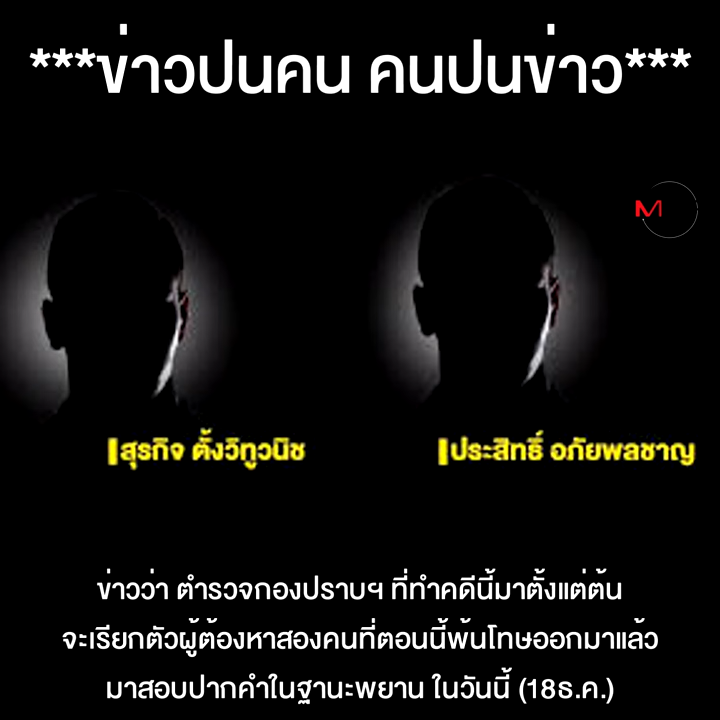 ***ข่าวปนคน คนปนข่าว***
M
สุรกิจ ตั้งวิทูวนิช
ประสิทธิ์ อภัยพลชาญ
ข่าวว่า ตำรวจกองปราบฯ ที่ทำคดีนี้มาตั้งแต่ต้น
จะเรียกตัวผู้ต้องหาสองคนที่ตอนนี้พ้นโทษออกมาแล้ว
มาสอบปากคำในฐานะพยาน ในวันนี้ (18ธ.ค.)